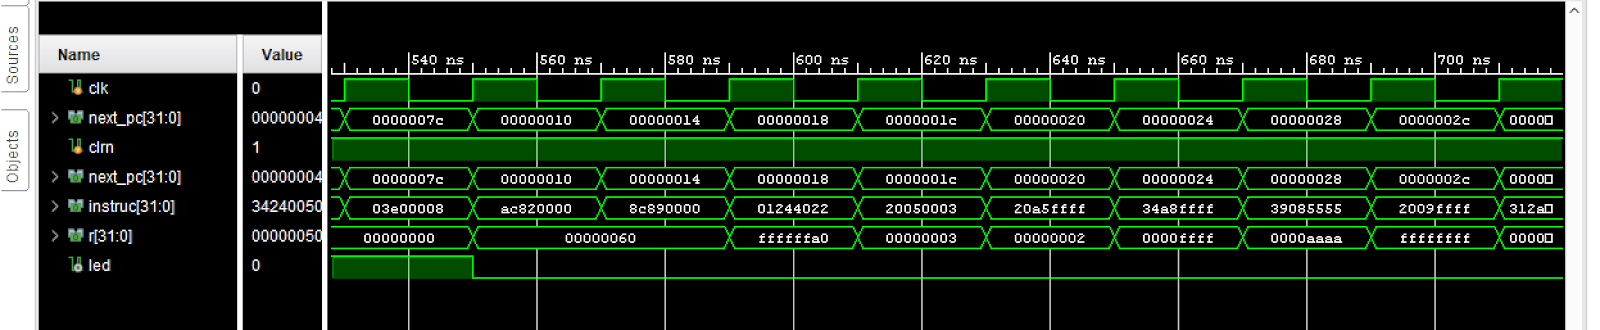 Sources
Objects
Name Value
540 ns 560 ns 580 ns 600 ns 620 ns 640 ns 660 ns 680 ns 700 ns
clk 0
next_pc[31:0] 00000004 0000007c 00000010 00000014 00000018 0000001c 00000020 00000024 00000028 0000002c 0000
clrn 1
next_pc[31:0] 00000004 0000007c 00000010 00000014 00000018 0000001c 00000020 00000024 00000028 0000002c 0000
instruc[31:0] 34240050 03e00008 ac820000 8c890000 01244022 20050003 20a5ffff 34a8ffff 39085555 2009ffff 312a
r[31:0] 00000050 00000000 00000060 ffffffa0 00000003 00000002 0000ffff 0000aaaa ffffffff 0000
led 0